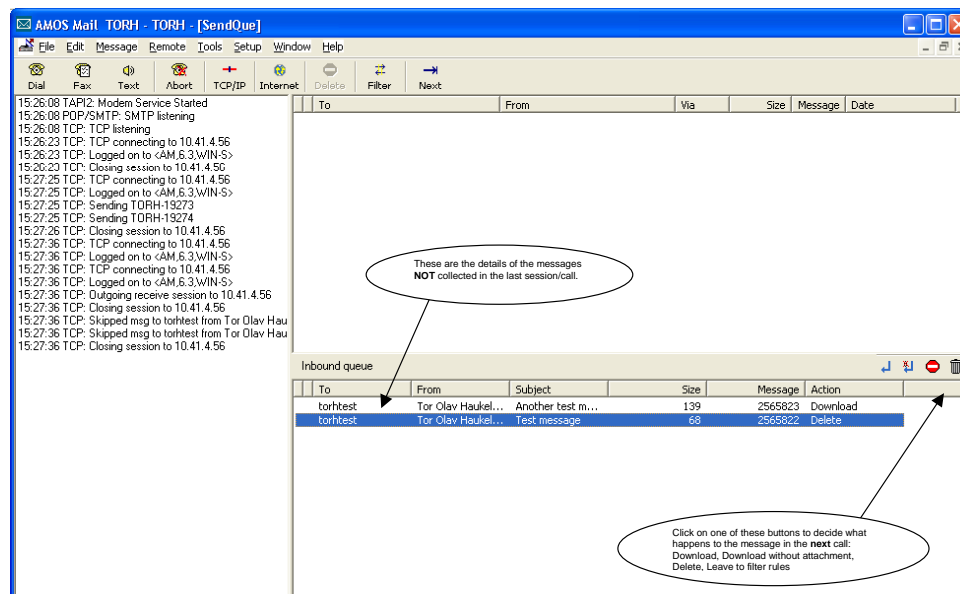 AMOS Mail TORH - TORH - [SendQue]
File Edit Message Remote Tools Setup Window Help
Dial Fax Text Abort TCP/IP Internet Delete Filter Next
15:26:08 TAPI2: Modem Service Started
15:26:08 POP/SMTP: SMTP listening
15:26:08 TCP: TCP listening
15:26:23 TCP: TCP connecting to 10.41.4.56
15:26:23 TCP: Logged on to <AM,6.3,WIN-S>
15:26:23 TCP: Closing session to 10.41.4.56
15:27:25 TCP: TCP connecting to 10.41.4.56
15:27:25 TCP: Logged on to <AM,6.3,WIN-S>
15:27:25 TCP: Sending TORH-19273
15:27:25 TCP: Sending TORH-19274
15:27:26 TCP: Closing session to 10.41.4.56
15:27:36 TCP: TCP connecting to 10.41.4.56
15:27:36 TCP: Logged on to <AM,6.3,WIN-S>
15:27:36 TCP: TCP connecting to 10.41.4.56
15:27:36 TCP: Logged on to <AM,6.3,WIN-S>
15:27:36 TCP: Outgoing receive session to 10.41.4.56
15:27:36 TCP: Closing session to 10.41.4.56
15:27:36 TCP: Skipped msg to torhtest from Tor Olav Hau
15:27:36 TCP: Skipped msg to torhtest from Tor Olav Hau
15:27:36 TCP: Closing session to 10.41.4.56
To From Via Size Message Date
These are the details of the messages
NOT collected in the last session/call.
Inbound queue
To From Subject Size Message Action
torhtest Tor Olav Haukel... Another test m... 139 2565823 Download
torhtest Tor Olav Haukel... Test message 68 2565822 Delete
Click on one of these buttons to decide what
happens to the message in the next call:
Download, Download without attachment,
Delete, Leave to filter rules